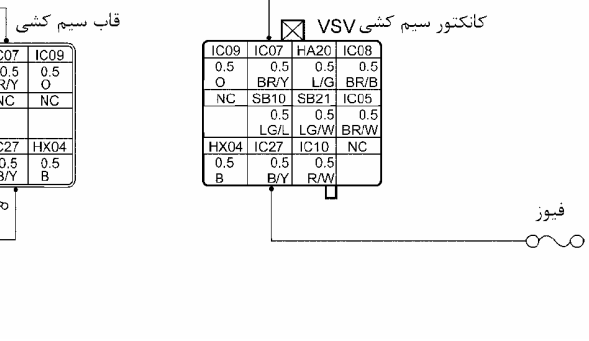 قاب سیم کشی
کانکتور سیم کشی VSV
C07 IC09
0.5 0.5
R/Y O
NC NC
C27 HX04
0.5 0.5
B/Y B
IC09 IC07 HA20 IC08
0.5 0.5 0.5 0.5
O BR/Y L/G BR/B
NC SB10 SB21 IC05
0.5 0.5 0.5
LG/L LG/W BR/W
HX04 IC27 IC10 NC
0.5 0.5 0.5
B B/Y R/W
فیوز